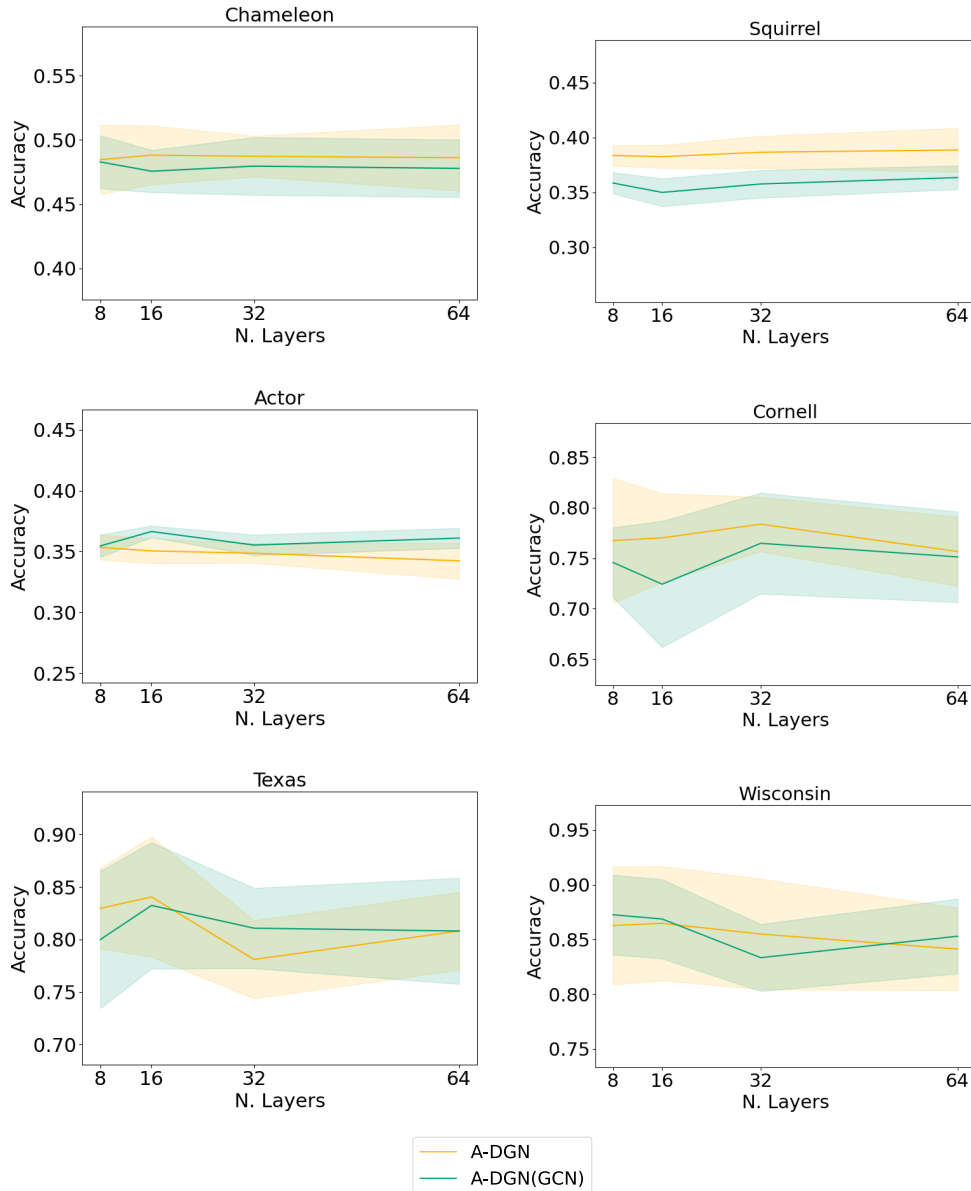 Chameleon
0.55
0.50
0.45
0.40
Accuracy
8 16 32 64
N. Layers
Squirrel
0.45
0.40
0.35
0.30
Accuracy
8 16 32 64
N. Layers
Actor
0.45
0.40
0.35
0.30
0.25
Accuracy
8 16 32 64
N. Layers
Cornell
0.85
0.80
0.75
0.70
0.65
Accuracy
8 16 32 64
N. Layers
Texas
0.90
0.85
0.80
0.75
0.70
Accuracy
8 16 32 64
N. Layers
Wisconsin
0.95
0.90
0.85
0.80
0.75
Accuracy
8 16 32 64
N. Layers
A-DGN
A-DGN(GCN)